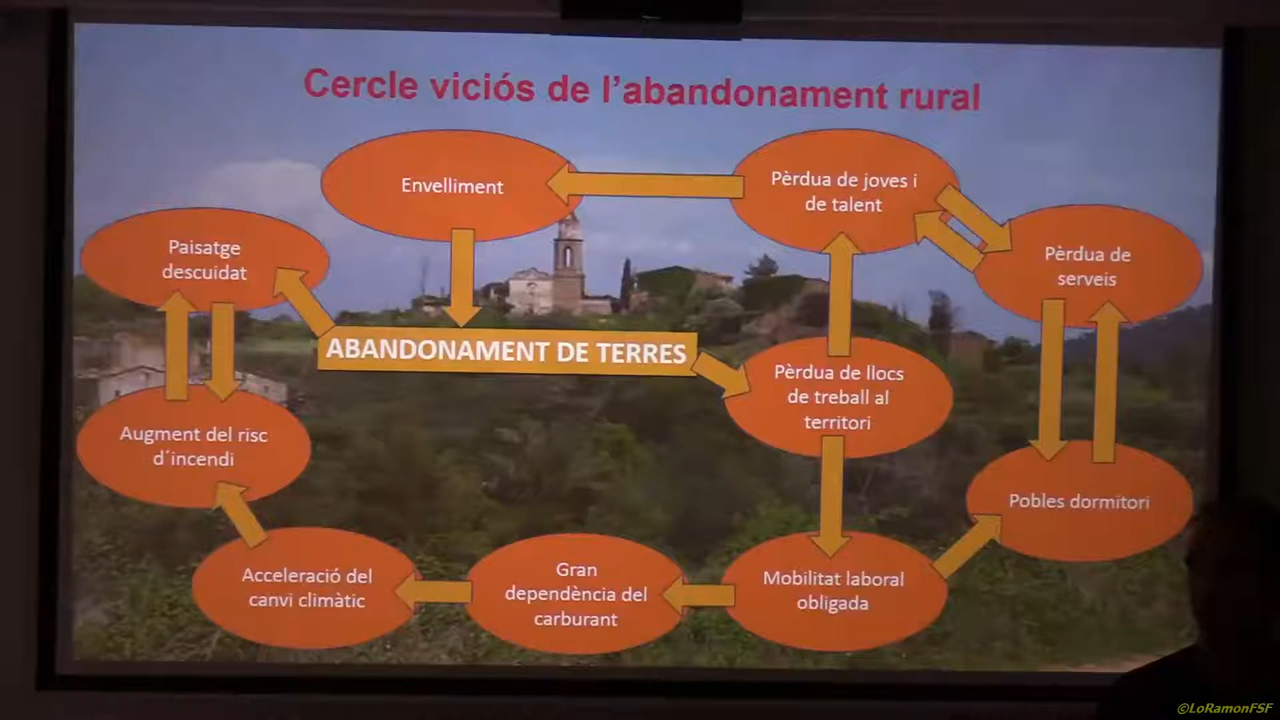 Cercle viciós de l'abandonament rural
Envelliment
Pèrdua de joves i
de talent
Paisatge
descuidat
Pèrdua de
serveis
ABANDONAMENT DE TERRES
Pèrdua de llocs
de treball al
territori
Augment del risc
d´incendi
Pobles dormitori
Acceleració del
canvi climàtic
Gran
dependència del
carburant
Mobilitat laboral
obligada
©LoRamonFSF